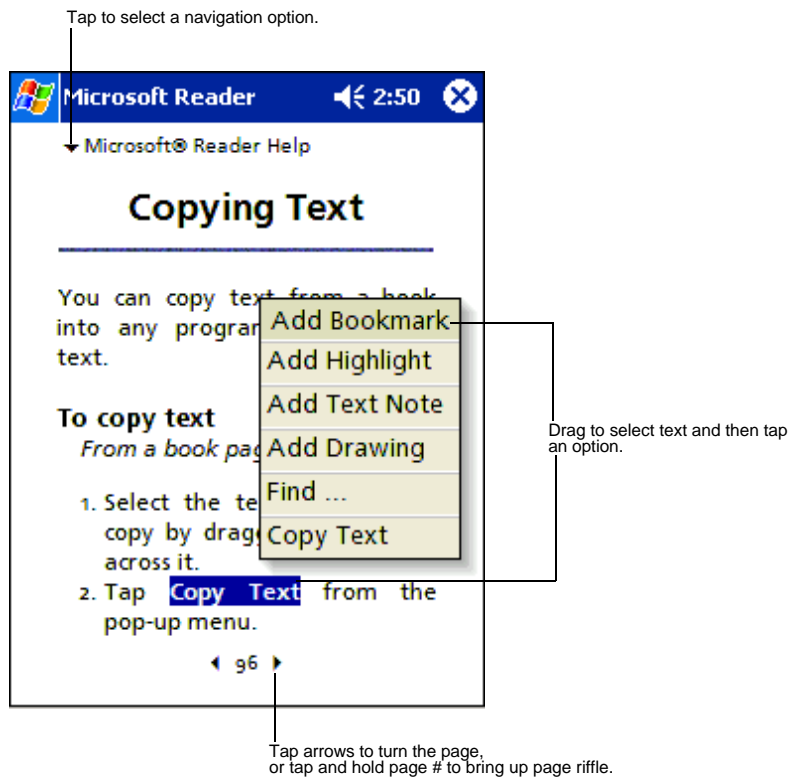 Tap to select a navigation option.
Microsoft Reader 2:50
Microsoft® Reader Help
Copying Text
You can copy text from a book
into any program
text.
Add Bookmark
Add Highlight
Add Text Note
Add Drawing
Find ...
Copy Text
To copy text
From a book pag
1. Select the te
copy by dragg
across it.
2. Tap Copy Text from the
pop-up menu.
96
Drag to select text and then tap
an option.
Tap arrows to turn the page,
or tap and hold page # to bring up page riffle.